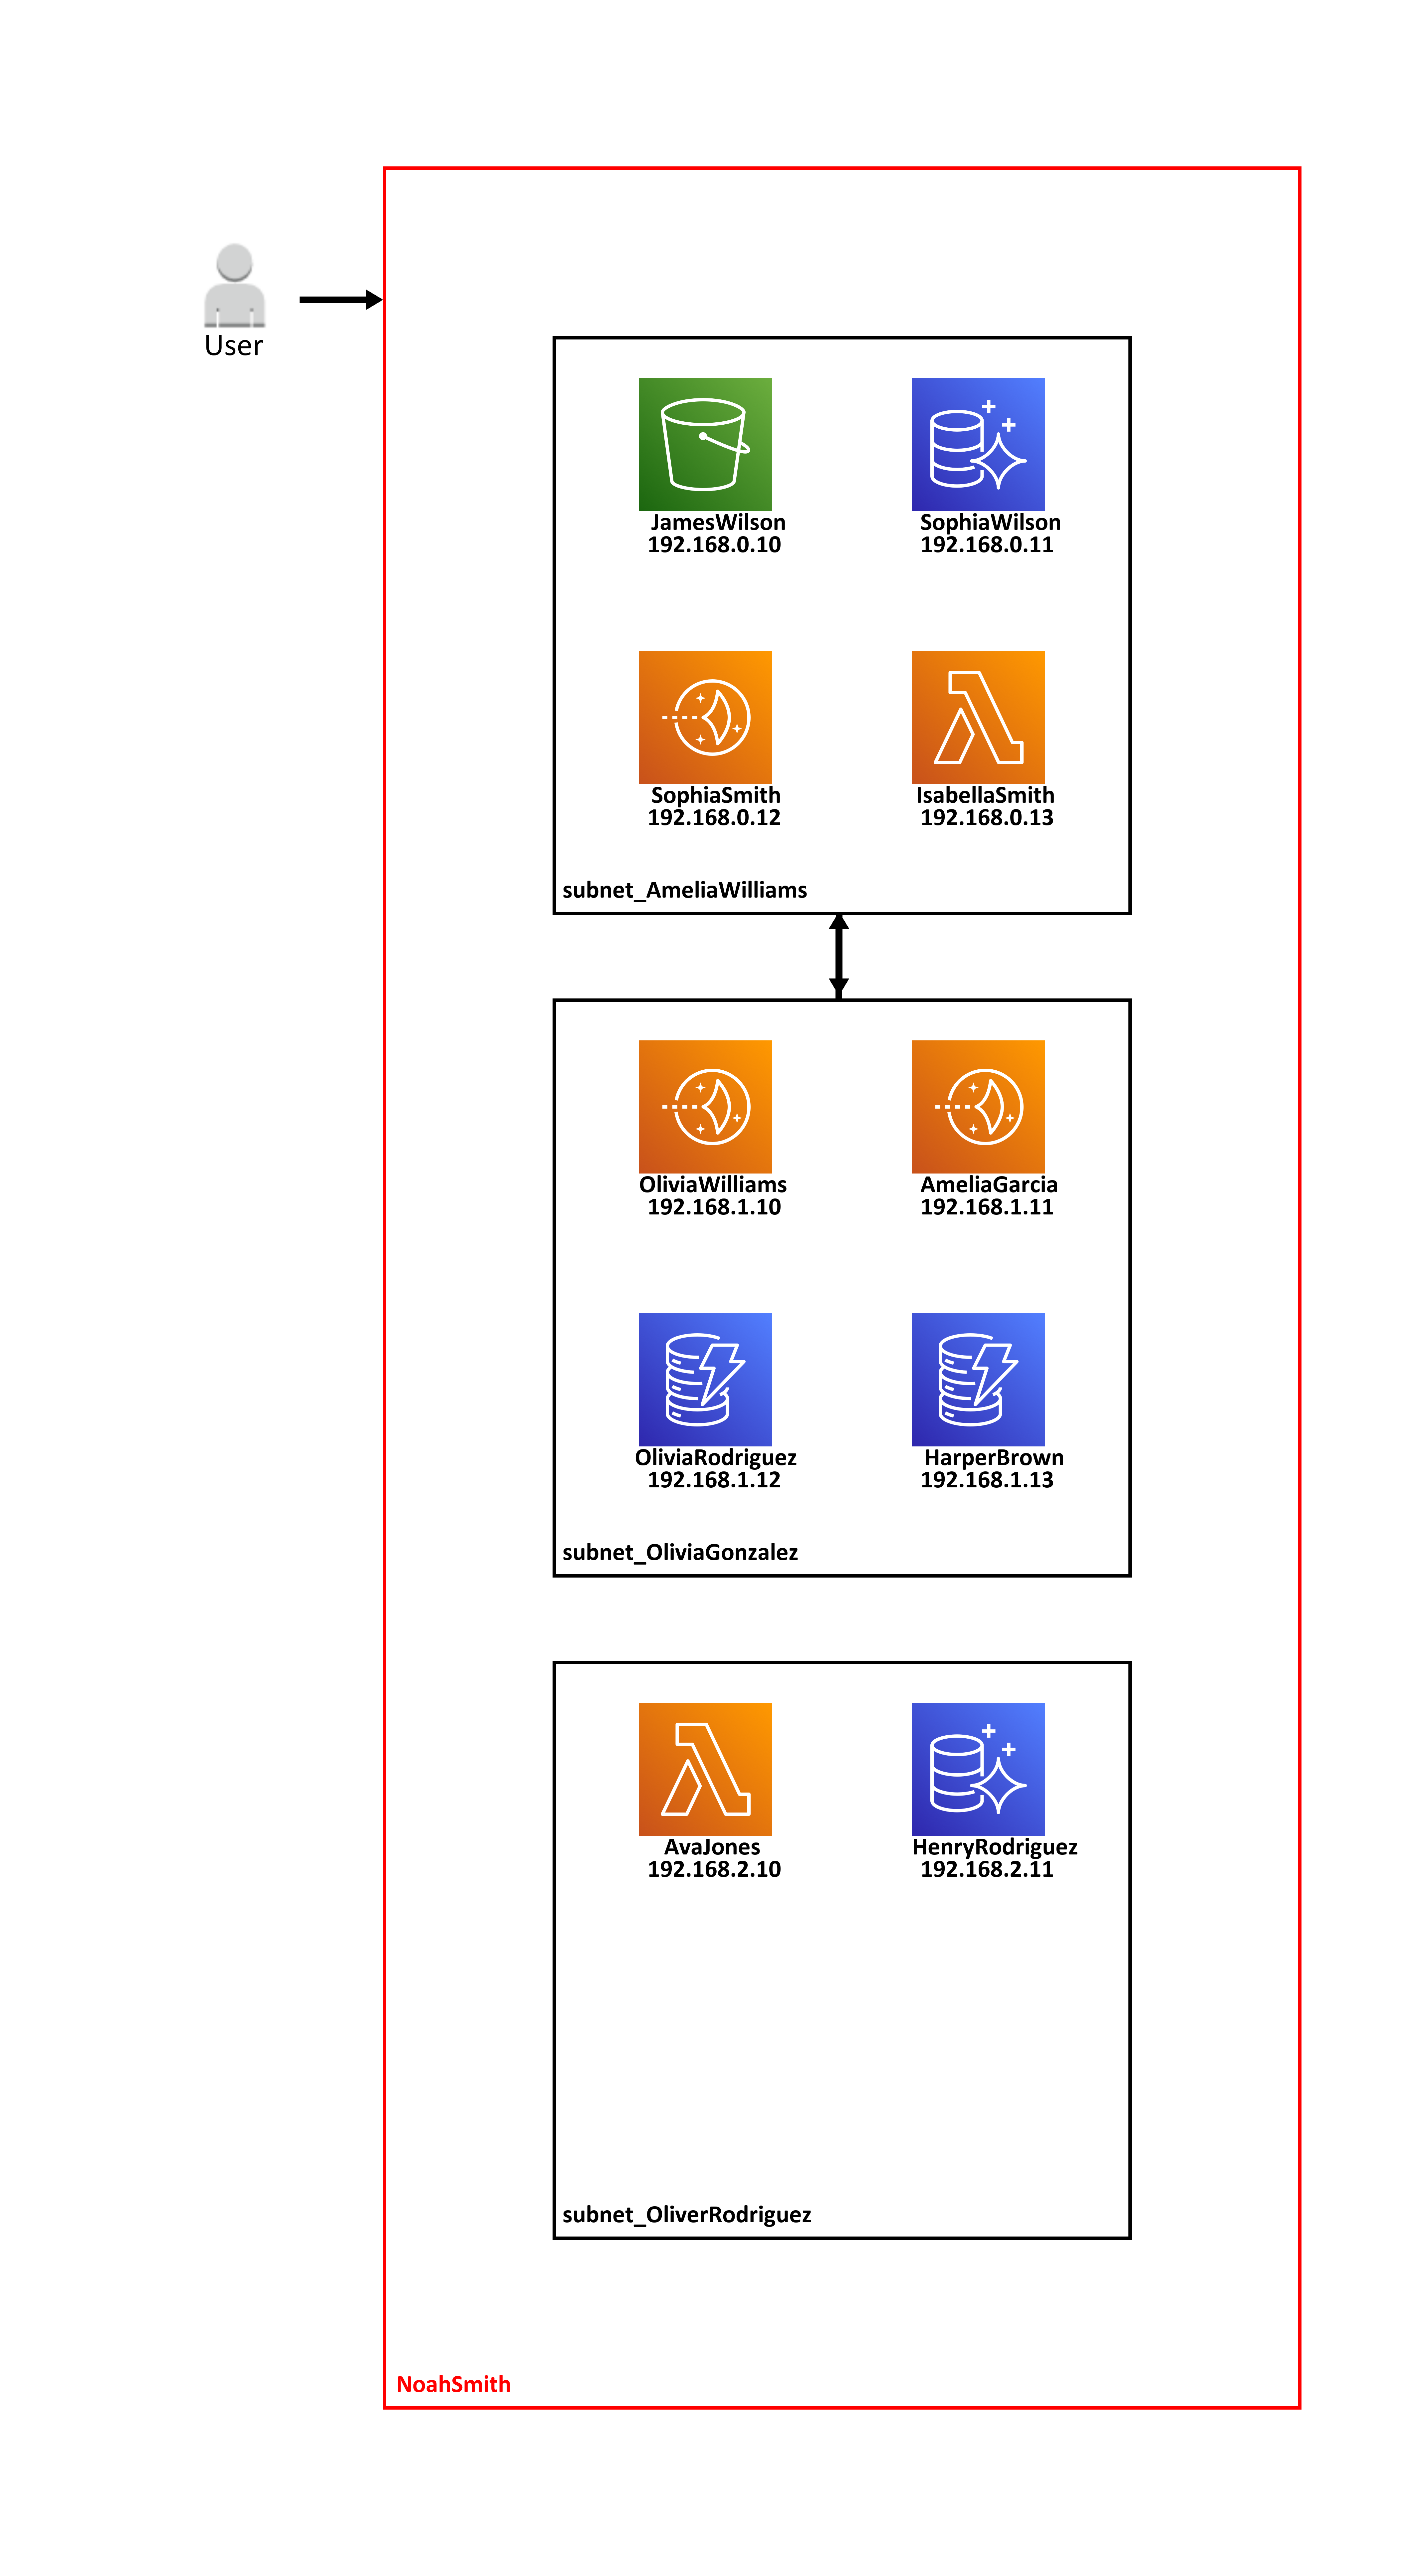 User
JamesWilson
192.168.0.10
SophiaWilson
192.168.0.11
SophiaSmith
192.168.0.12
IsabellaSmith
192.168.0.13
subnet_AmeliaWilliams
OliviaWilliams
192.168.1.10
AmeliaGarcia
192.168.1.11
OliviaRodriguez
192.168.1.12
HarperBrown
192.168.1.13
subnet_OliviaGonzalez
AvaJones
192.168.2.10
HenryRodriguez
192.168.2.11
subnet_OliverRodriguez
NoahSmith